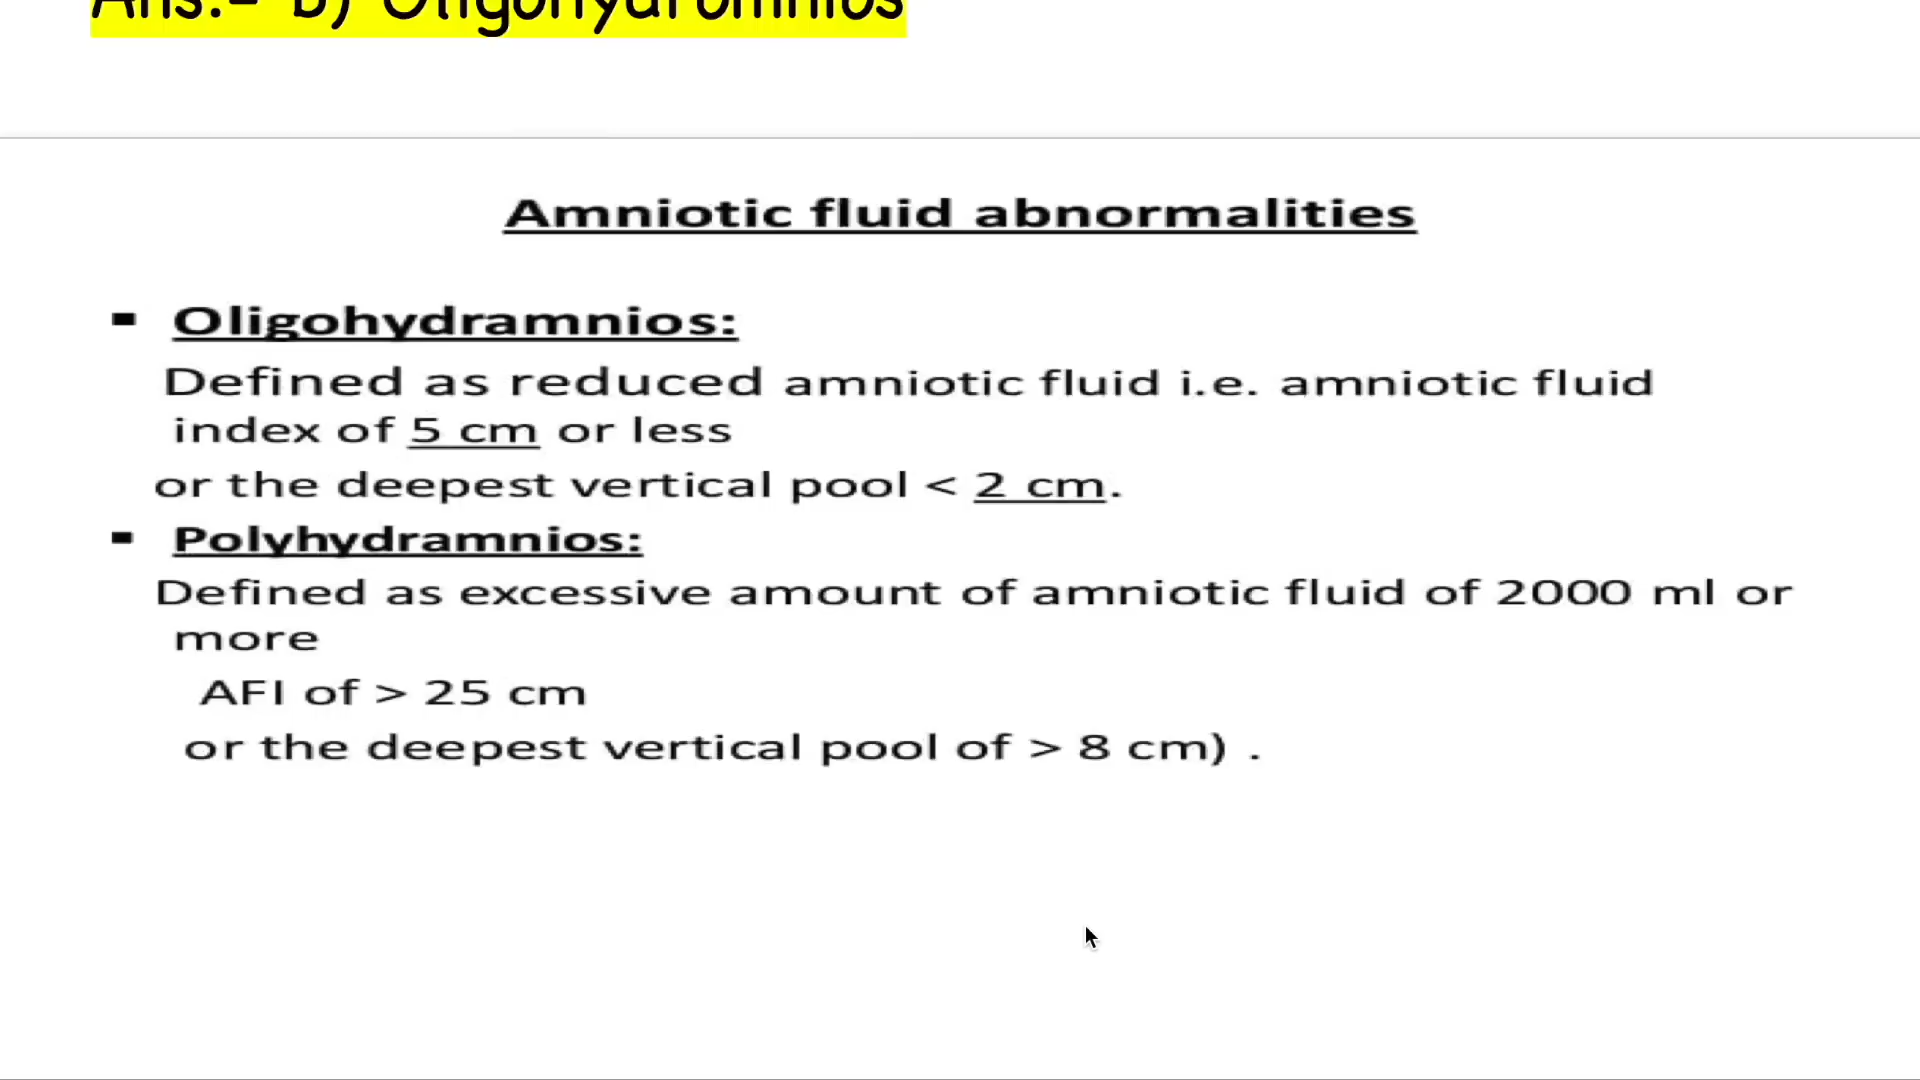 Ans:- b) Oligohydromnios
Amniotic fluid abnormalities
▪ Oligohydramnios:
Defined as reduced amniotic fluid i.e. amniotic fluid
index of 5 cm or less
or the deepest vertical pool < 2 cm.
▪ Polyhydramnios:
Defined as excessive amount of amniotic fluid of 2000 ml or
more
AFI of > 25 cm
or the deepest vertical pool of > 8 cm) .